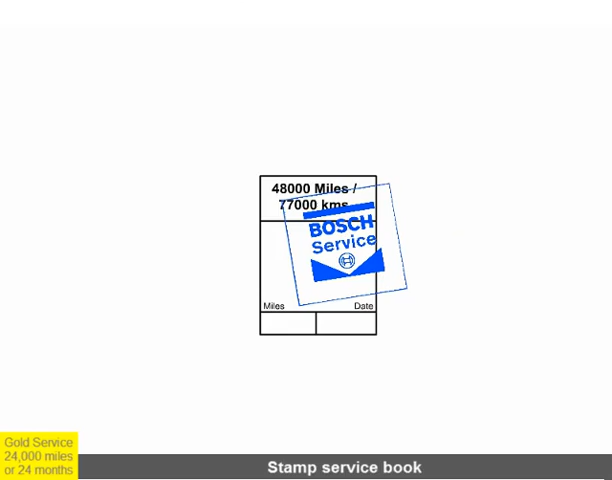 48000 Miles /
77000 kms
BOSCH
Service
Miles Date
Gold Service
24,000 miles
or 24 months
Stamp service book